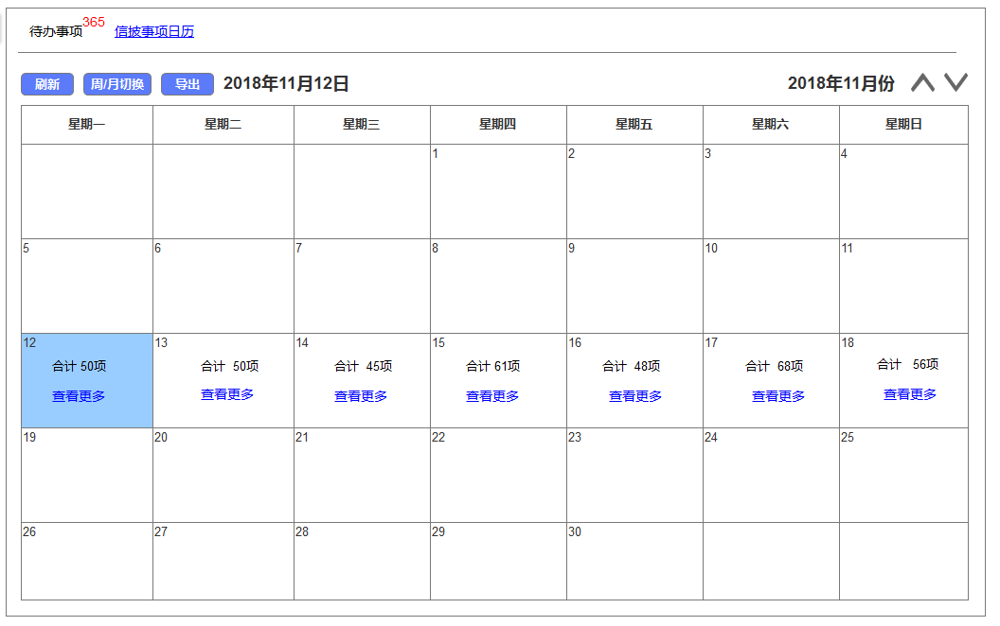 待办事项365 信披事项日历
刷新 周/月切换 导出 2018年11月12日 2018年11月份
星期一 星期二 星期三 星期四 星期五 星期六 星期日
1 2 3 4
5 6 7 8 9 10 11
12 13 14 15 16 17 18
合计 50项 合计 50项 合计 45项 合计 61项 合计 48项 合计 68项 合计 56项
查看更多 查看更多 查看更多 查看更多 查看更多 查看更多 查看更多
19 20 21 22 23 24 25
26 27 28 29 30